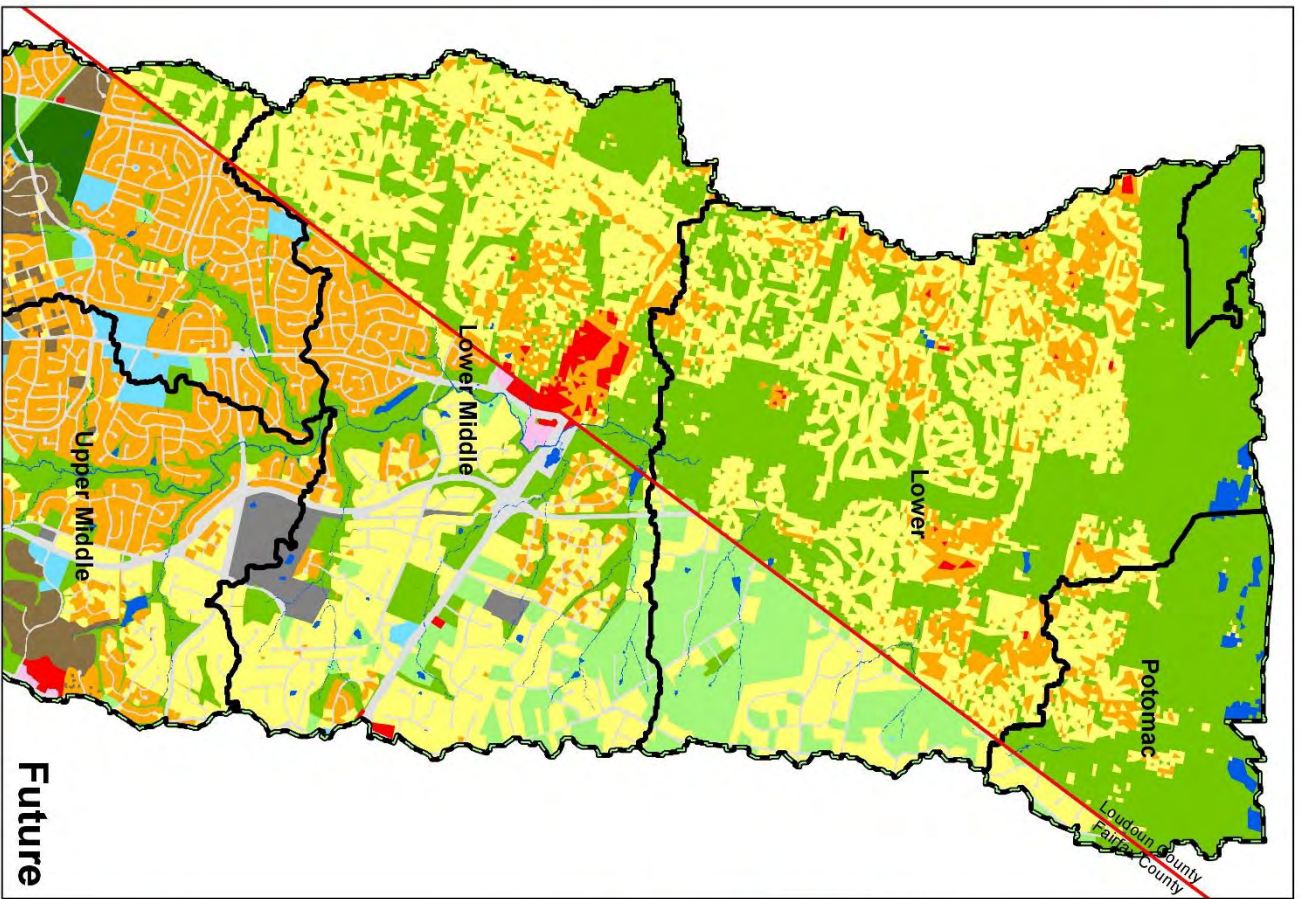 Potomac
Loudoun County
Fairfax County
Lower
Lower Middle
Upper Middle
Future